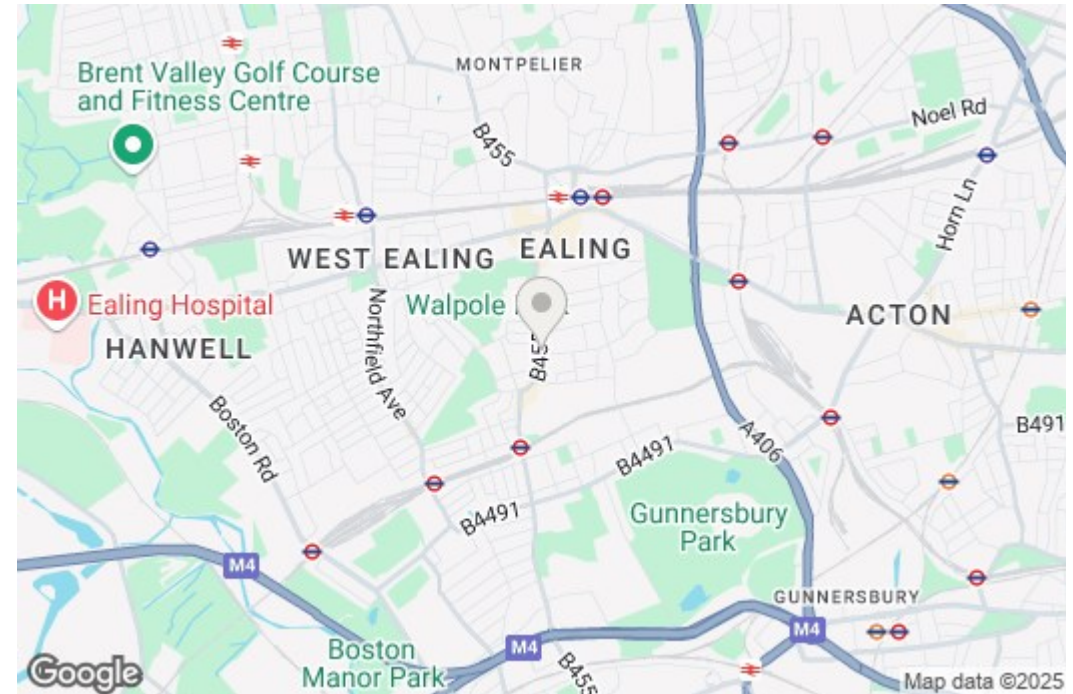 MONTPELIER
Brent Valley Golf Course
and Fitness Centre
Noel Rd
B455
Horn Ln
WEST EALING
EALING
H
Ealing Hospital
Walpole
ACTON
HANWELL
Northfield Ave
Boston Rd
B491
A406
B4491
B4491
Gunnersbury
Park
M4
GUNNERSBURY
M4
M4
Boston
Manor Park
B455
Google
Map data ©2025